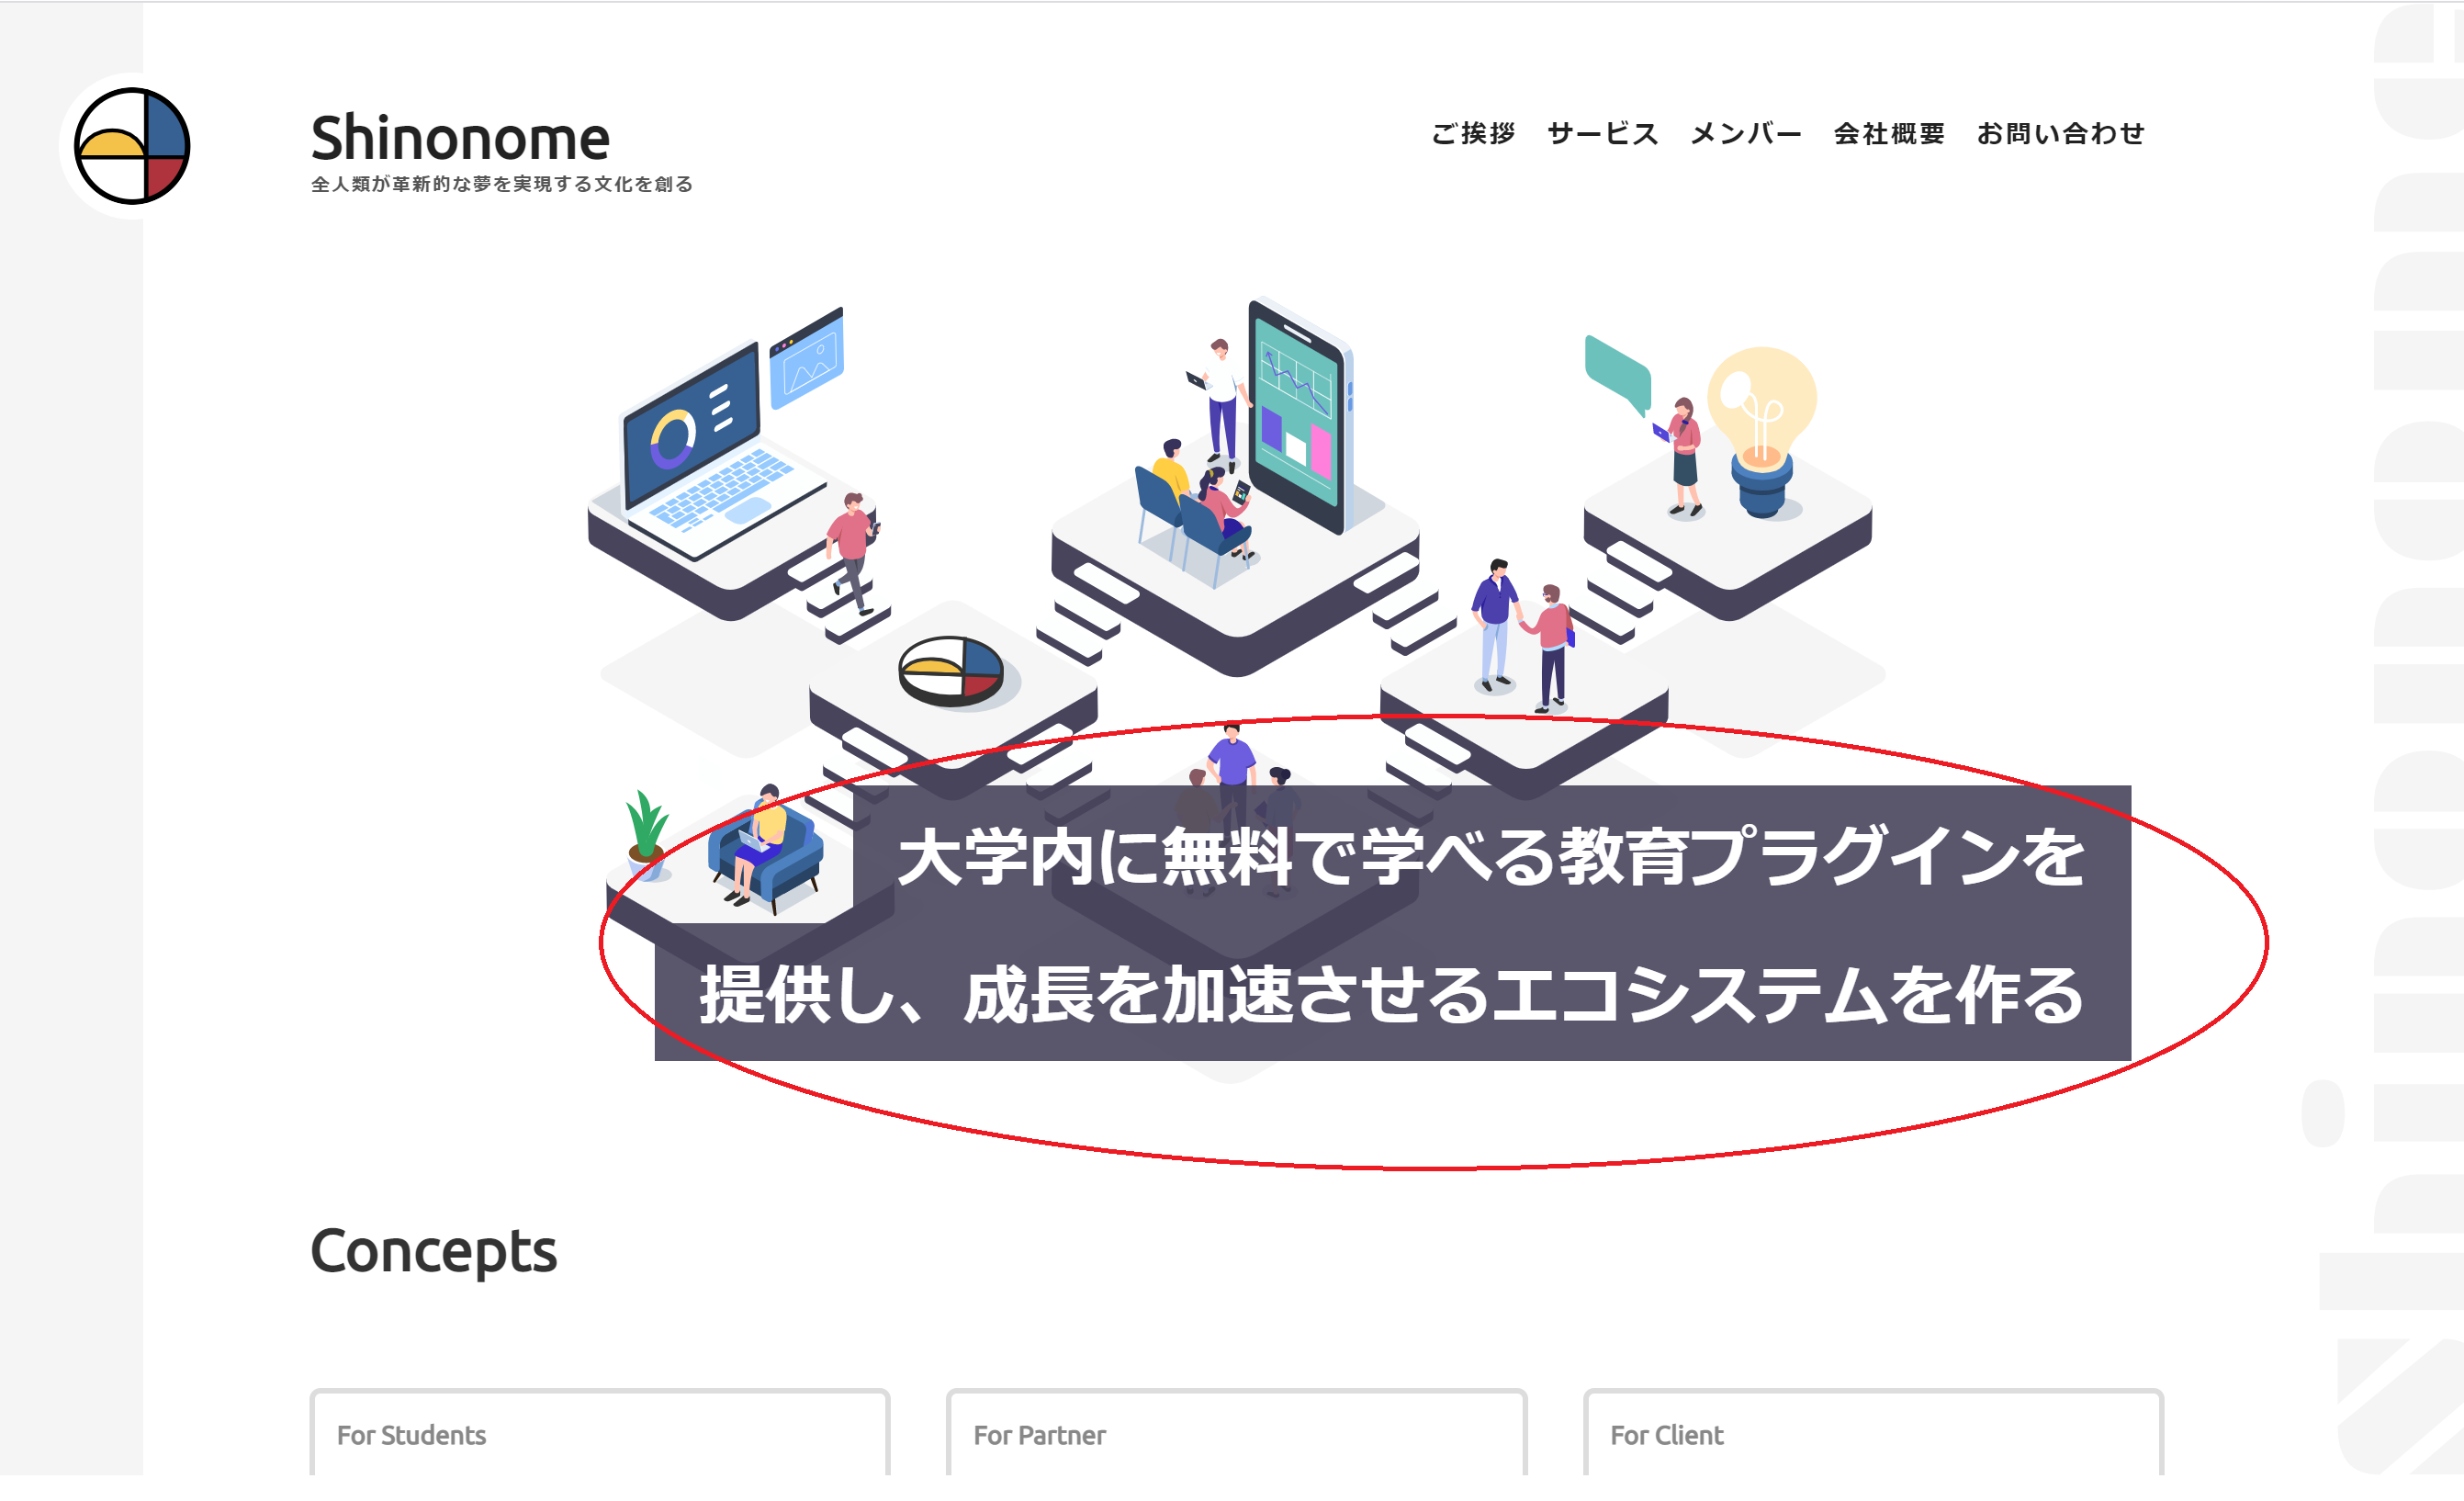 Shinonome
全人類が革新的な夢を実現する文化を創る
ご挨拶 サービス メンバー 会社概要 お問い合わせ
大学内に無料で学べる教育プラグインを
提供し、成長を加速させるエコシステムを作る
Concepts
For Students
For Partner
For Client
Shinonome